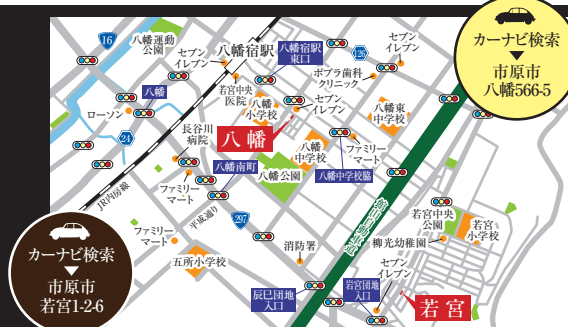 16
八幡運動
公園
セブン
イレブン
八幡宿駅
八幡宿駅
東口
126
セブン
イレブン
カーナビ検索
市原市
八幡566-5
ポプラ歯科
クリニック
八幡
若宮中央
医院
八幡
小学校
セブン
イレブン
八幡東
中学校
ローソン
24
長谷川
病院
八幡
八幡
中学校
ファミリー
マート
八幡南町
八幡公園
八幡中学校脇
JR内房線
ファミリー
マート
平成通り
297
若宮中央
公園
若宮
小学校
ファミリー
マート
消防署
柳光幼稚園
五所小学校
セブン
イレブン
カーナビ検索
市原市
若宮1-2-6
辰巳団地
入口
若宮団地
入口
若宮